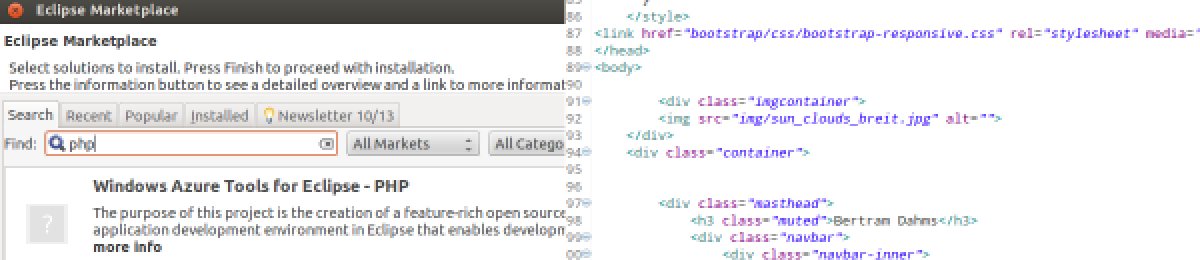 Eclipse Marketplace
Eclipse Marketplace
Select solutions to install. Press Finish to proceed with installation.
Press the information button to see a detailed overview and a link to more informat
Search Recent Popular Installed Newsletter 10/13
Find: php All Markets All Catego
Windows Azure Tools for Eclipse - PHP
?
The purpose of this project is the creation of a feature-rich open source
application development environment in Eclipse that enables developm
more info
86 </style>
87 <link href="bootstrap/css/bootstrap-responsive.css" rel="stylesheet" media="
88 </head>
89 <body>
90
91 <div class="imgcontainer">
92 <img src="img/sun_clouds_breit.jpg" alt="">
93 </div>
94 <div class="container">
95
96
97 <div class="masthead">
98 <h3 class="muted">Bertram Dahms</h3>
99 <div class="navbar">
00 <div class="navbar-inner">